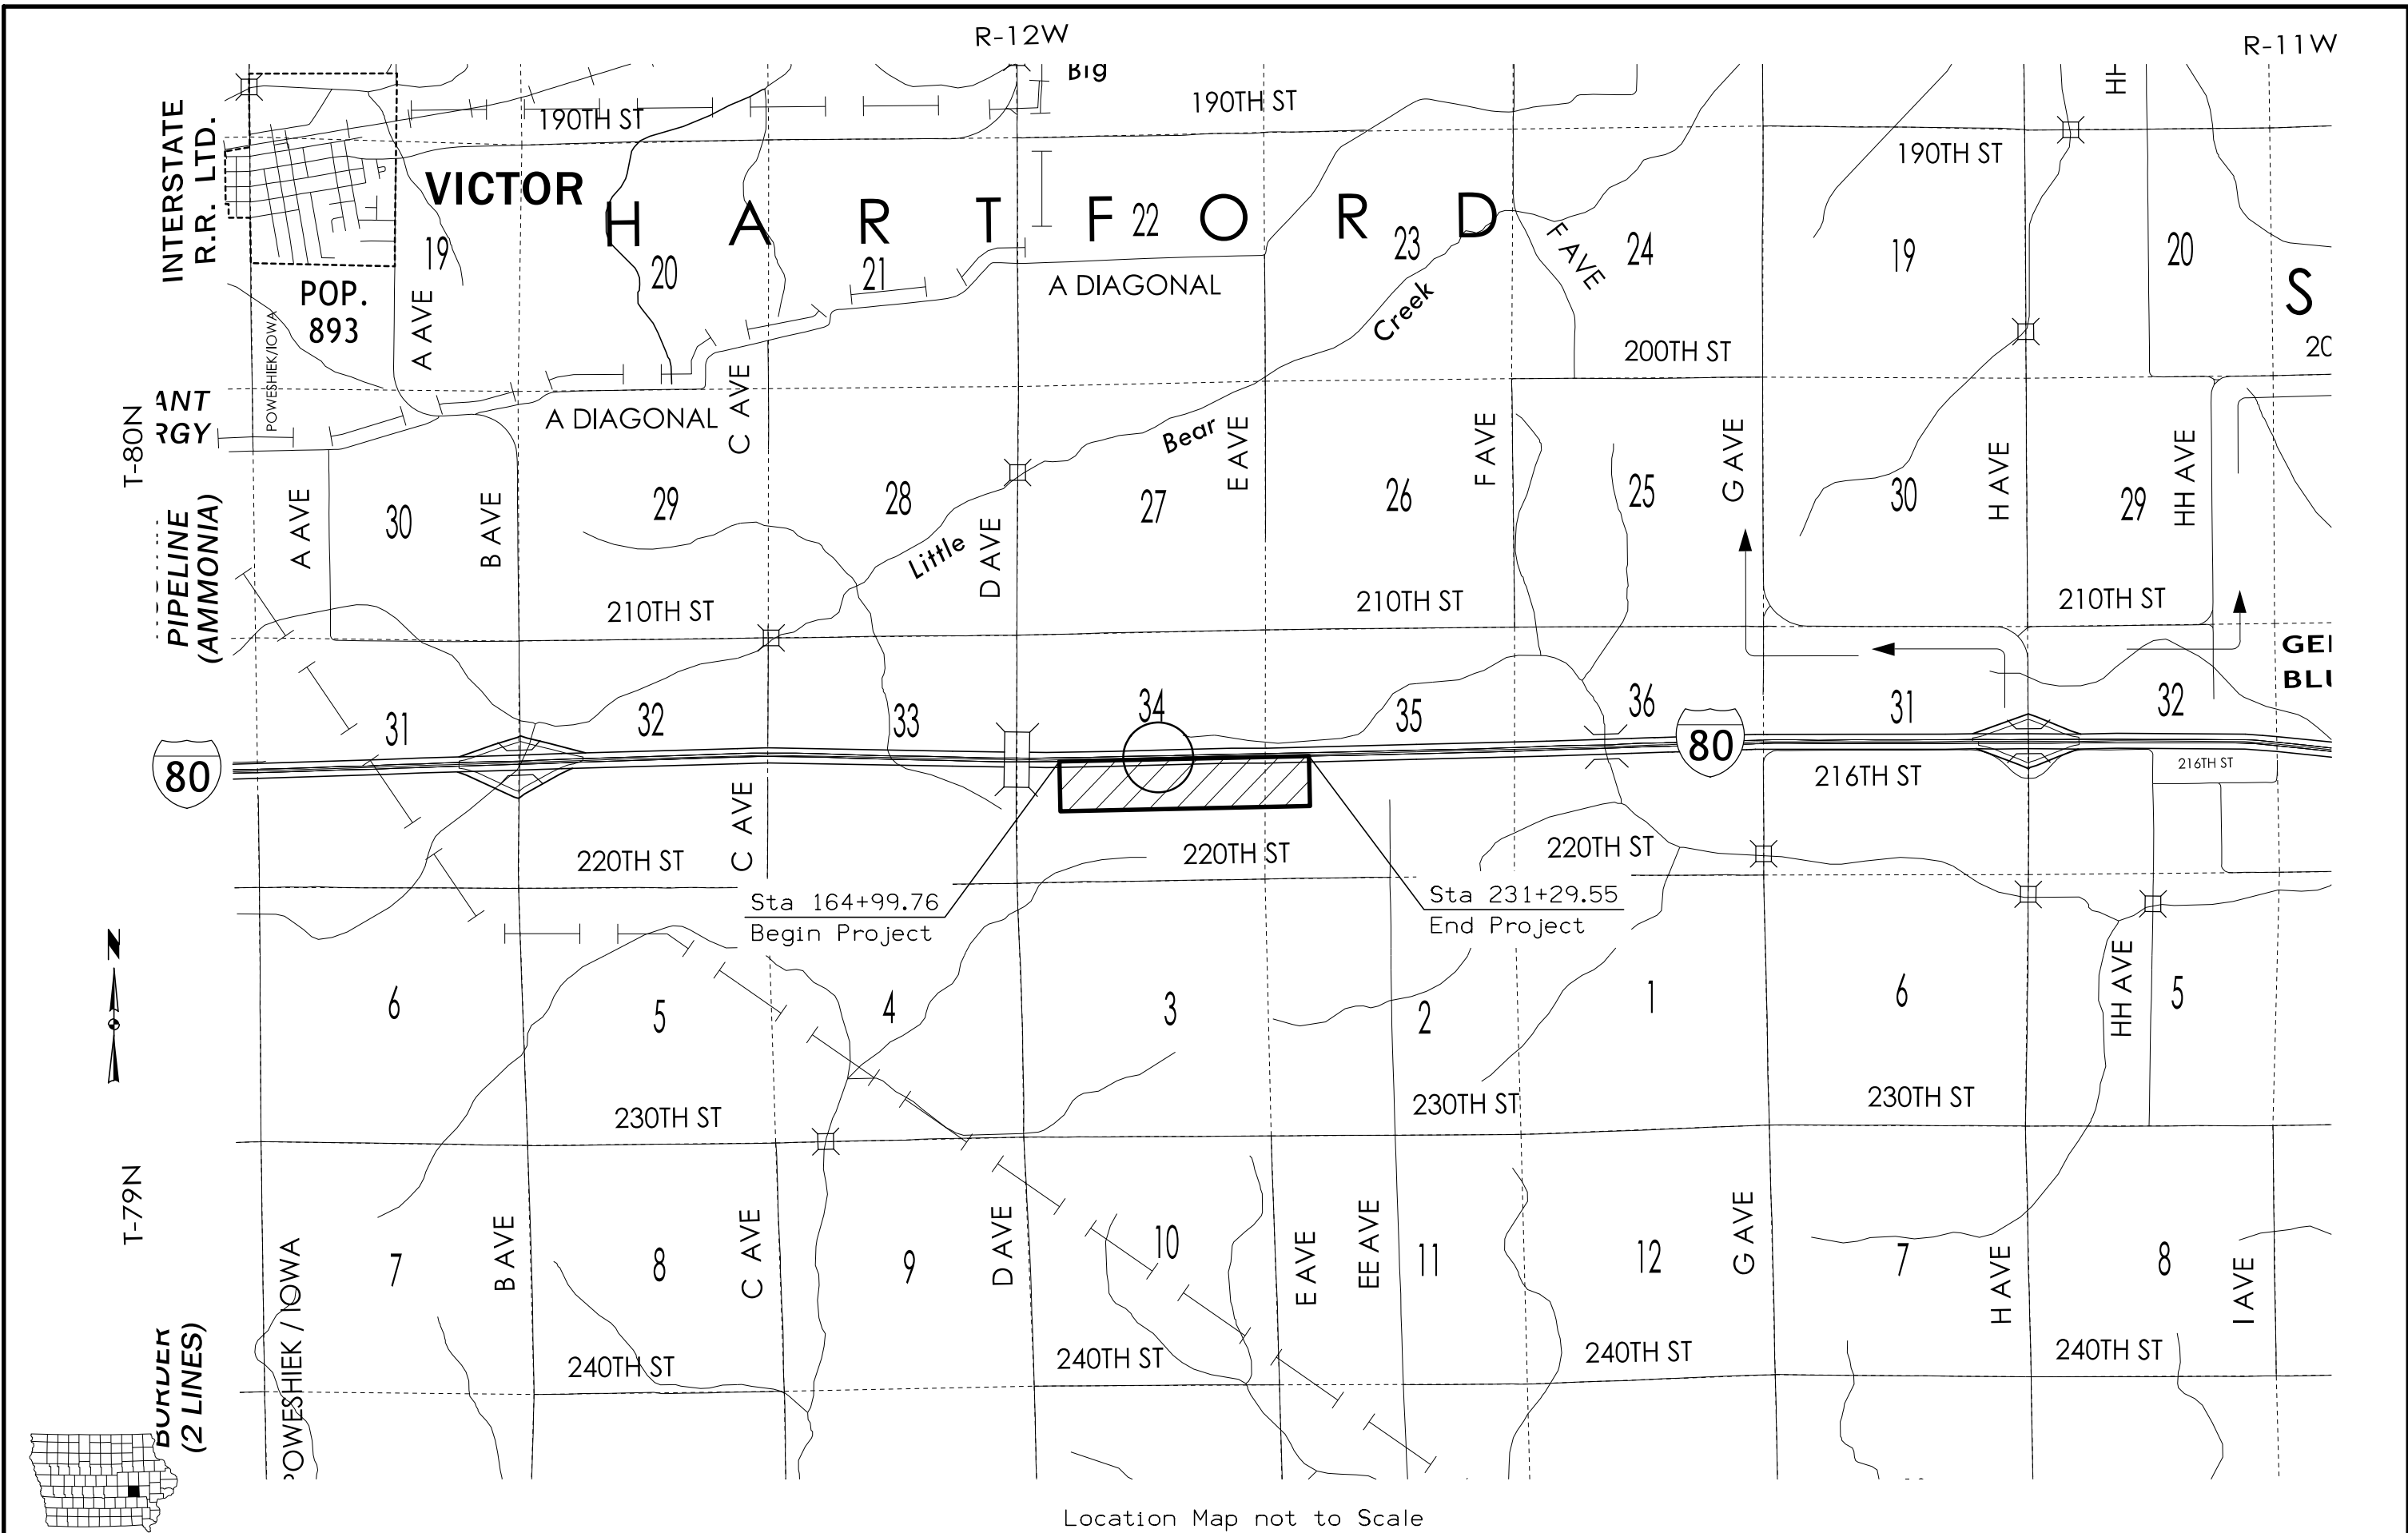 R-12W
R-11W
Big
HH
190TH ST
190TH ST
190TH ST
INTERSTATE
R.R. LTD.
VICTOR
H A R T F O R D
19
20
21
22
23
24
19
20
S
POP.
893
POWESHIEK/IOWA
A AVE
A DIAGONAL
F AVE
Creek
200TH ST
20
ANT
RGY
T-80N
A DIAGONAL
C AVE
Bear
E AVE
F AVE
G AVE
H AVE
HH AVE
PIPELINE
(AMMONIA)
A AVE
30
B AVE
29
28
27
26
25
30
29
Little
D AVE
210TH ST
210TH ST
210TH ST
GE
BLU
31
32
33
34
35
36
31
32
80
80
216TH ST
216TH ST
C AVE
220TH ST
220TH ST
220TH ST
Sta 164+99.76
Begin Project
Sta 231+29.55
End Project
N
6
5
4
3
2
1
6
HH AVE
5
230TH ST
230TH ST
230TH ST
T-79N
7
B AVE
8
C AVE
9
D AVE
10
E AVE
EE AVE
11
12
G AVE
7
H AVE
8
I AVE
POWESHIEK / IOWA
BORDER
(2 LINES)
240TH ST
240TH ST
240TH ST
240TH ST
Location Map not to Scale